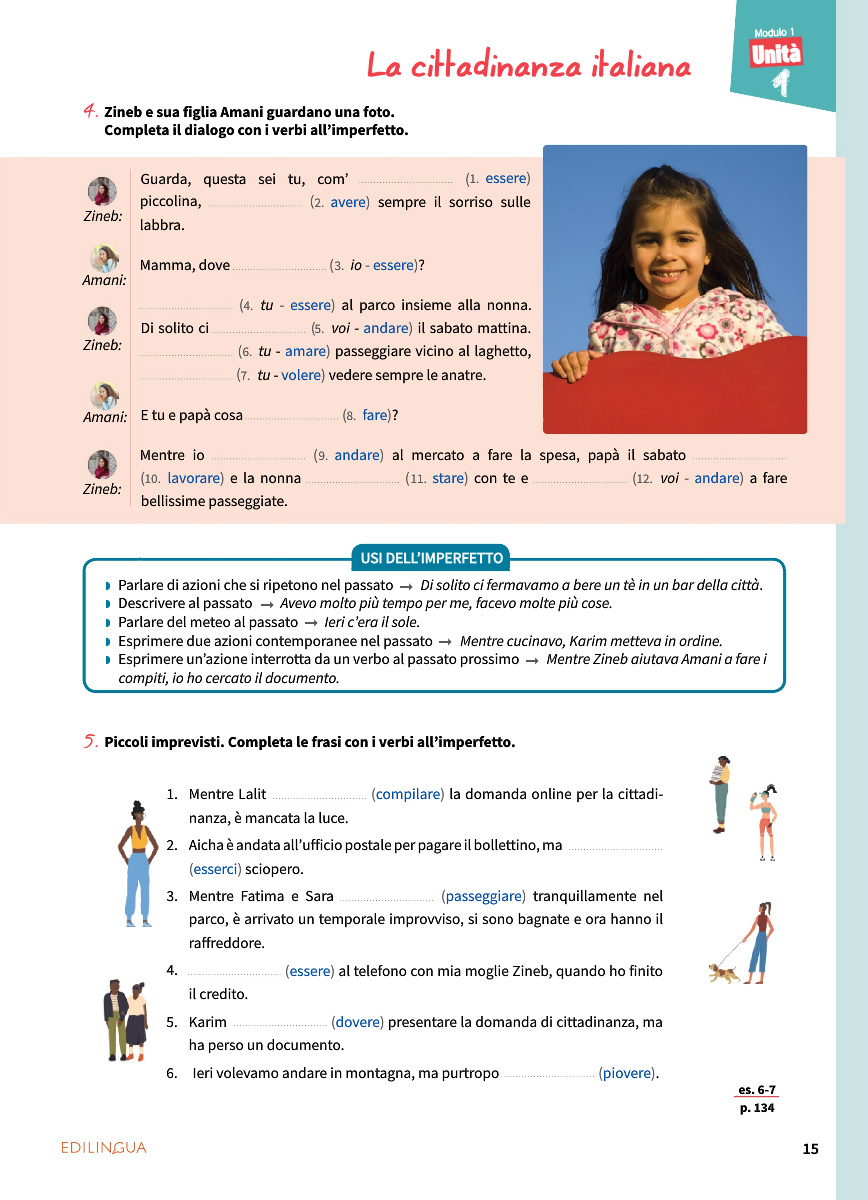 La cittadinanza italiana
Modulo 1
Unità
1
4. Zineb e sua figlia Amani guardano una foto.
Completa il dialogo con i verbi all'imperfetto.
Zineb:
Guarda, questa sei tu, com' .............................. (1. essere)
piccolina, .............................. (2. avere) sempre il sorriso sulle
labbra.
Amani:
Mamma, dove .............................. (3. io - essere)?
Zineb:
.............................. (4. tu - essere) al parco insieme alla nonna.
Di solito ci .............................. (5. voi - andare) il sabato mattina.
.............................. (6. tu - amare) passeggiare vicino al laghetto,
.............................. (7. tu - volere) vedere sempre le anatre.
Amani:
E tu e papà cosa .............................. (8. fare)?
Zineb:
Mentre io .............................. (9. andare) al mercato a fare la spesa, papà il sabato ..............................
(10. lavorare) e la nonna .............................. (11. stare) con te e .............................. (12. voi - andare) a fare
bellissime passeggiate.
USI DELL'IMPERFETTO
Parlare di azioni che si ripetono nel passato → Di solito ci fermavamo a bere un tè in un bar della città.
Descrivere al passato → Avevo molto più tempo per me, facevo molte più cose.
Parlare del meteo al passato → Ieri c'era il sole.
Esprimere due azioni contemporanee nel passato → Mentre cucinavo, Karim metteva in ordine.
Esprimere un'azione interrotta da un verbo al passato prossimo → Mentre Zineb aiutava Amani a fare i
compiti, io ho cercato il documento.
5. Piccoli imprevisti. Completa le frasi con i verbi all'imperfetto.
1. Mentre Lalit .............................. (compilare) la domanda online per la cittadi-
nanza, è mancata la luce.
2. Aicha è andata all'ufficio postale per pagare il bollettino, ma ..............................
(esserci) sciopero.
3. Mentre Fatima e Sara .............................. (passeggiare) tranquillamente nel
parco, è arrivato un temporale improvviso, si sono bagnate e ora hanno il
raffreddore.
4. .............................. (essere) al telefono con mia moglie Zineb, quando ho finito
il credito.
5. Karim .............................. (dovere) presentare la domanda di cittadinanza, ma
ha perso un documento.
6. Ieri volevamo andare in montagna, ma purtropo .............................. (piovere).
es. 6-7
p. 134
EDILINGUA
15